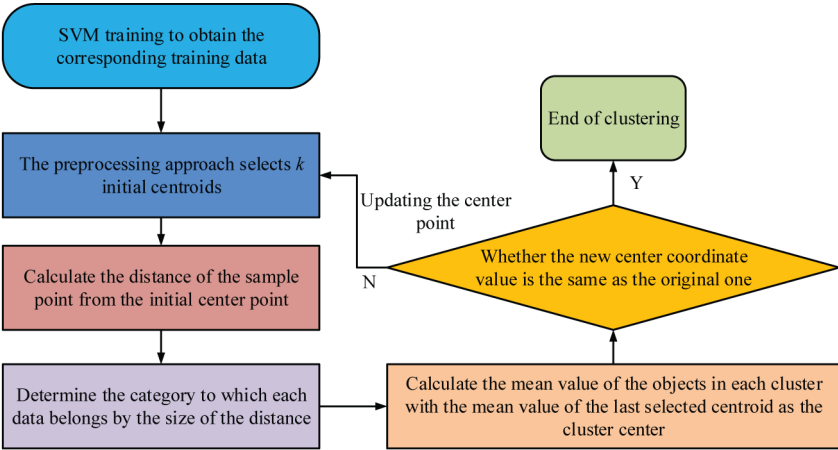 SVM training to obtain the
corresponding training data
The preprocessing approach selects k
initial centroids
Calculate the distance of the sample
point from the initial center point
Determine the category to which each
data belongs by the size of the distance
Calculate the mean value of the objects in each cluster
with the mean value of the last selected centroid as the
cluster center
Whether the new center coordinate
value is the same as the original one
N
Updating the center
point
Y
End of clustering